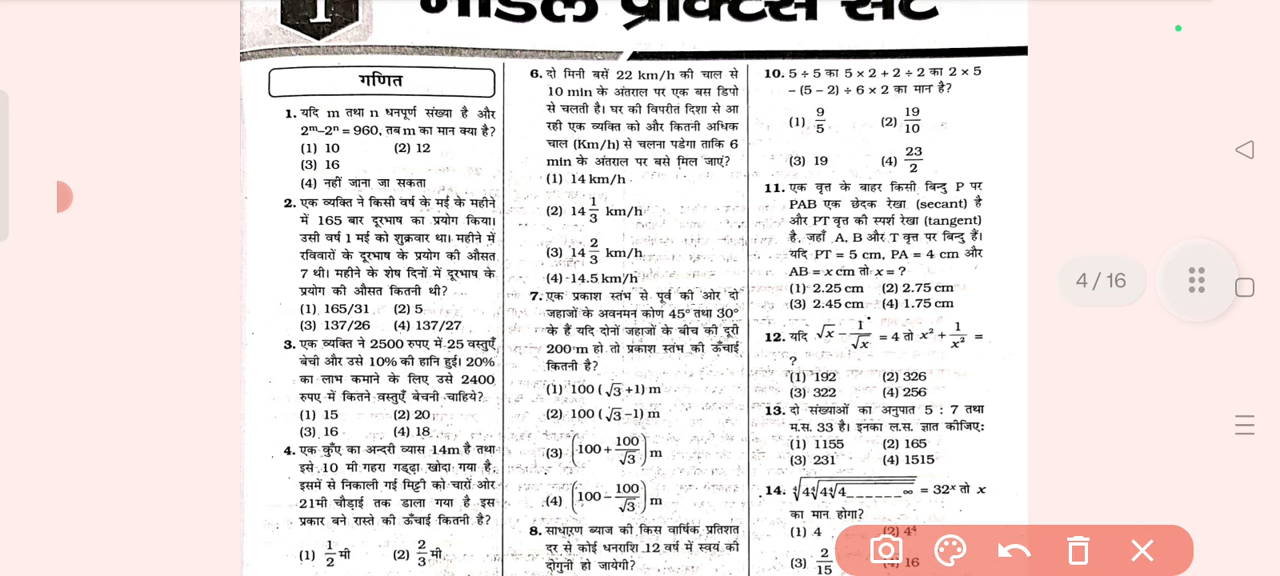 1
मॉडल प्रैक्टिस सेट
गणित
1. यदि m तथा n धनपूर्ण संख्या है और
2ᵐ–2ⁿ = 960, तब m का मान क्या है?
(1) 10 (2) 12
(3) 16
(4) नहीं जाना जा सकता
2. एक व्यक्ति ने किसी वर्ष के मई के महीने
में 165 बार दूरभाष का प्रयोग किया।
उसी वर्ष 1 मई को शुक्रवार था। महीने में
रविवारों के दूरभाष के प्रयोग की औसत
7 थी। महीने के शेष दिनों में दूरभाष के
प्रयोग की औसत कितनी थी?
(1) 165/31 (2) 5
(3) 137/26 (4) 137/27
3. एक व्यक्ति ने 2500 रुपए में 25 वस्तुएँ
बेची और उसे 10% की हानि हुई। 20%
का लाभ कमाने के लिए उसे 2400
रुपए में कितने वस्तुएँ बेचनी चाहिये?
(1) 15 (2) 20
(3) 16 (4) 18
4. एक कुँए का अन्दरी व्यास 14m है तथा
इसे 10 मी गहरा गड्ढा खोदा गया है,
इसमें से निकाली गई मिट्टी को चारों ओर
21मी चौड़ाई तक डाला गया है इस
प्रकार बने रास्ते की ऊँचाई कितनी है?
(1) 1/2 मी (2) 2/3 मी
6. दो मिनी बसें 22 km/h की चाल से
10 min के अंतराल पर एक बस डिपो
से चलती है। घर की विपरीत दिशा से आ
रही एक व्यक्ति को और कितनी अधिक
चाल (Km/h) से चलना पडेगा ताकि 6
min के अंतराल पर बसे मिल जाएं?
(1) 14 km/h
(2) 14 1/3 km/h
(3) 14 2/3 km/h
(4) 14.5 km/h
7. एक प्रकाश स्तंभ से पूर्व की ओर दो
जहाजों के अवनमन कोण 45° तथा 30°
के हैं यदि दोनों जहाजों के बीच की दूरी
200 m हो तो प्रकाश स्तंभ की ऊँचाई
कितनी है?
(1) 100 (√3 +1) m
(2) 100 (√3 –1) m
(3) (100 + 100/√3) m
(4) (100 – 100/√3) m
8. साधारण ब्याज की किस वार्षिक प्रतिशत
दर से कोई धनराशि 12 वर्ष में स्वयं की
दोगुनी हो जायेगी?
10. 5 ÷ 5 का 5 × 2 + 2 ÷ 2 का 2 × 5
– (5 – 2) ÷ 6 × 2 का मान है?
(1) 9/5 (2) 19/10
(3) 19 (4) 23/2
11. एक वृत्त के बाहर किसी बिन्दु P पर
PAB एक छेदक रेखा (secant) है
और PT वृत्त की स्पर्श रेखा (tangent)
है, जहाँ A, B और T वृत्त पर बिन्दु हैं।
यदि PT = 5 cm, PA = 4 cm और
AB = x cm तो x = ?
(1) 2.25 cm (2) 2.75 cm
(3) 2.45 cm (4) 1.75 cm
12. यदि √x – 1/√x = 4 तो x² + 1/x² =
?
(1) 192 (2) 326
(3) 322 (4) 256
13. दो संख्याओं का अनुपात 5 : 7 तथा
म.स. 33 है। इनका ल.स. ज्ञात कीजिए:
(1) 1155 (2) 165
(3) 231 (4) 1515
14. ∜4∜4∜4______∞ = 32ˣ तो x
का मान होगा?
(1) 4 (2) 4⁴
(3) 2/15 (4) 16
4 / 16